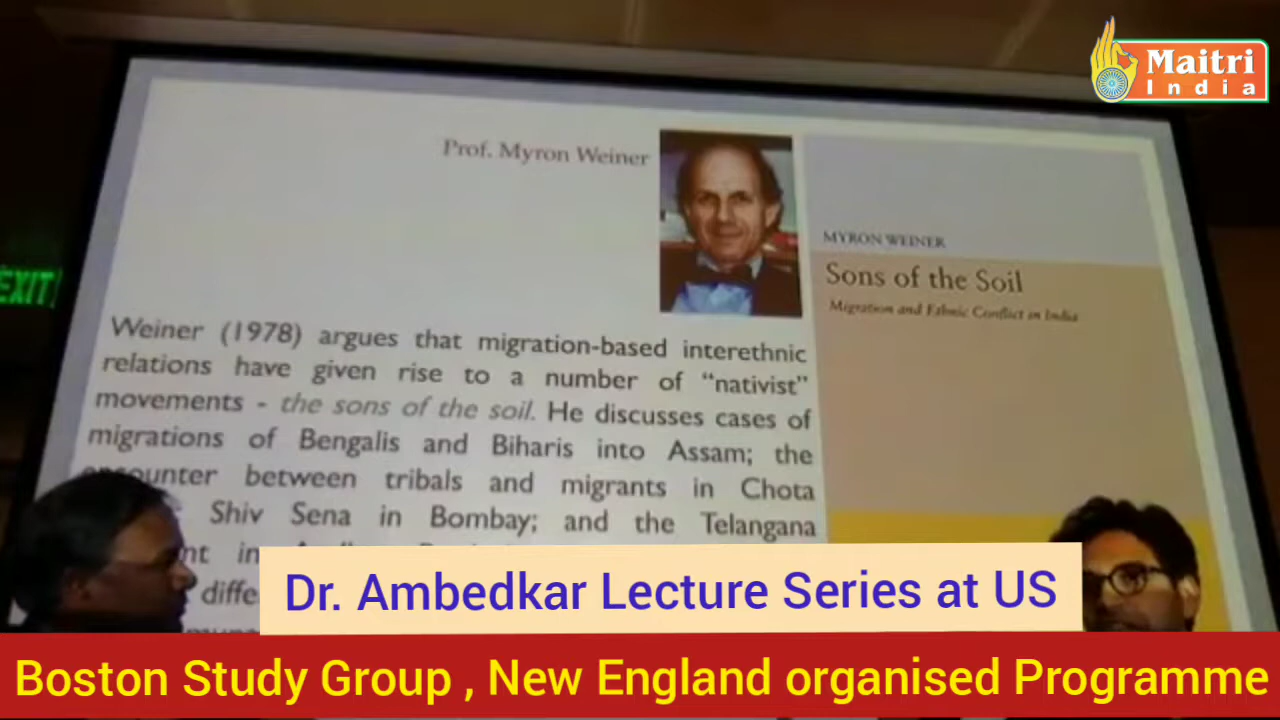 Maitri
India
EXIT
Prof. Myron Weiner
MYRON WEINER
Sons of the Soil
Migration and Ethnic Conflict in India
Weiner (1978) argues that migration-based interethnic
relations have given rise to a number of “nativist”
movements - the sons of the soil. He discusses cases of
migrations of Bengalis and Biharis into Assam; the
between tribals and migrants in Chota
Shiv Sena in Bombay; and the Telangana
in
Dr. Ambedkar Lecture Series at US
Boston Study Group , New England organised Programme